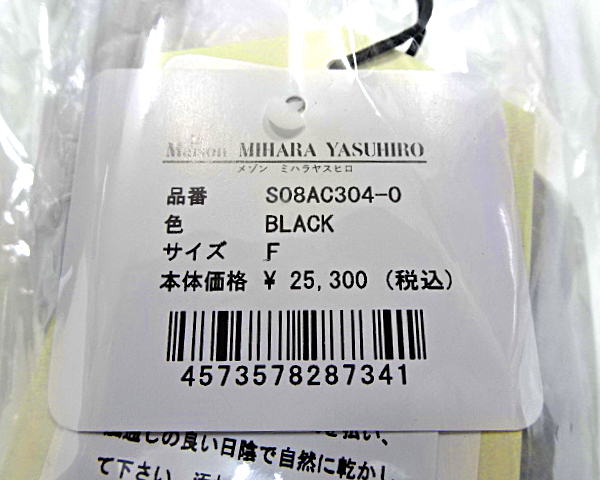 Maison MIHARA YASUHIRO
メゾン ミハラヤスヒロ
品番 S08AC304-0
色 BLACK
サイズ F
本体価格 ¥ 25,300 (税込)
4573578287341
通しの良い日陰で自然に乾かし
て下さい。